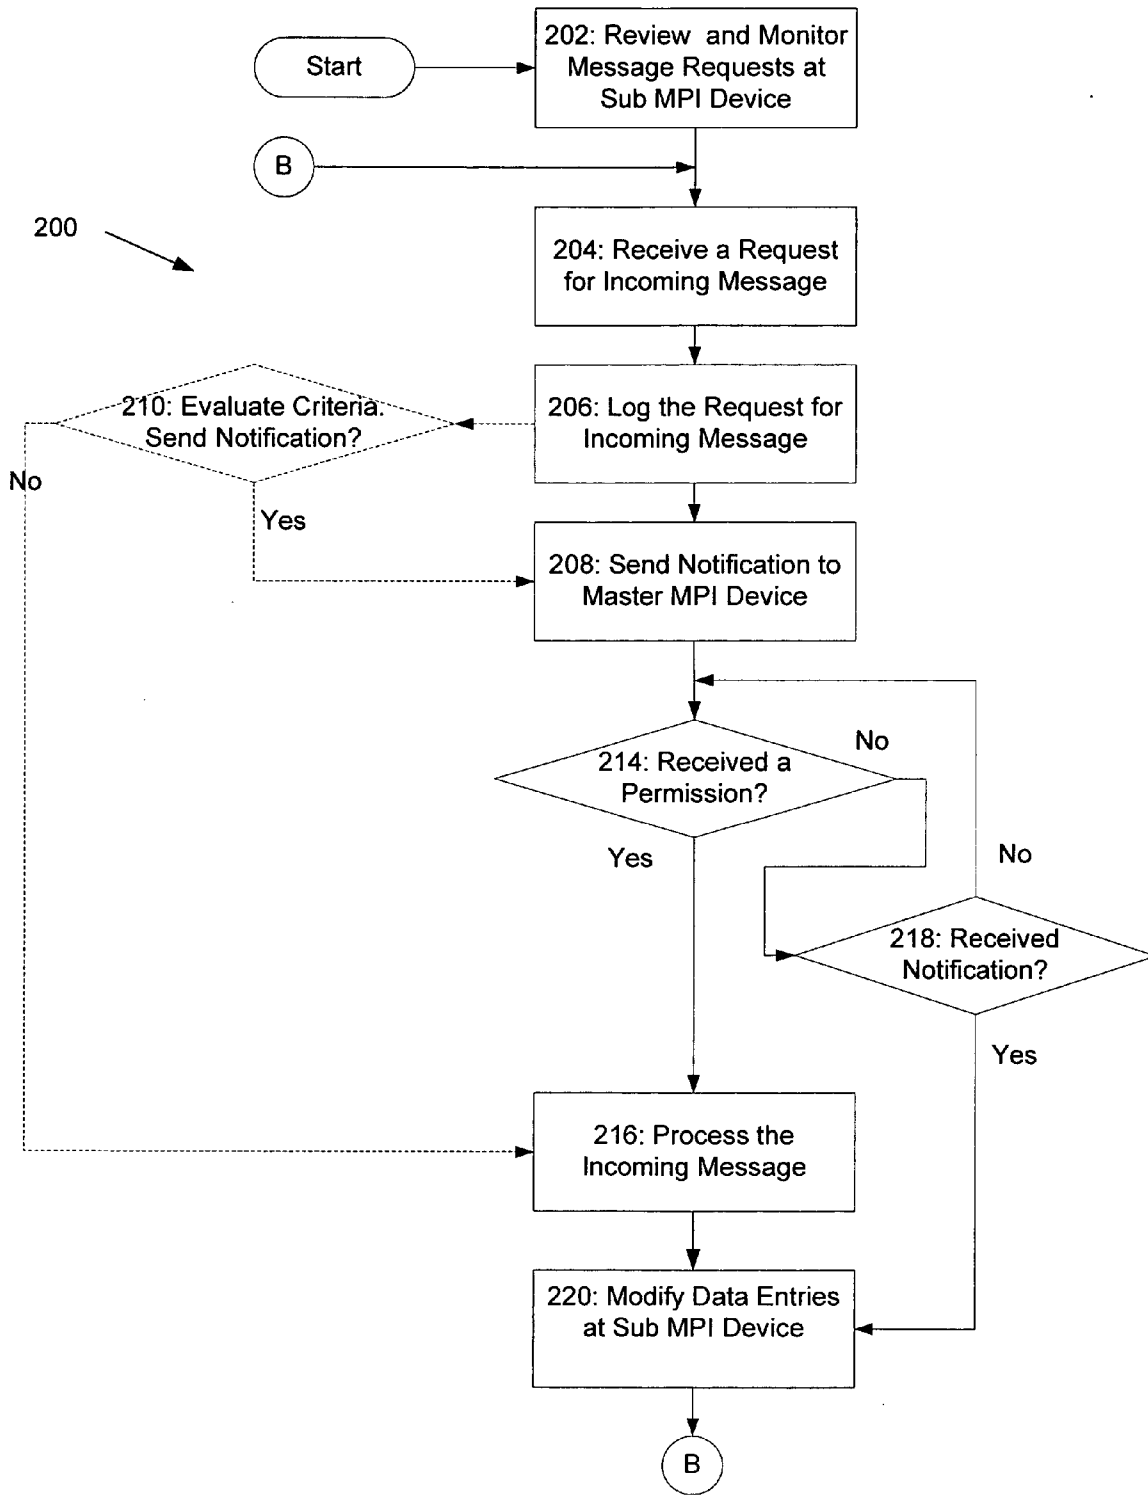 Start
202: Review and Monitor
Message Requests at
Sub MPI Device
B
200
204: Receive a Request
for Incoming Message
210: Evaluate Criteria.
Send Notification?
206: Log the Request for
Incoming Message
No
Yes
208: Send Notification to
Master MPI Device
214: Received a
Permission?
No
Yes
No
218: Received
Notification?
Yes
216: Process the
Incoming Message
220: Modify Data Entries
at Sub MPI Device
B